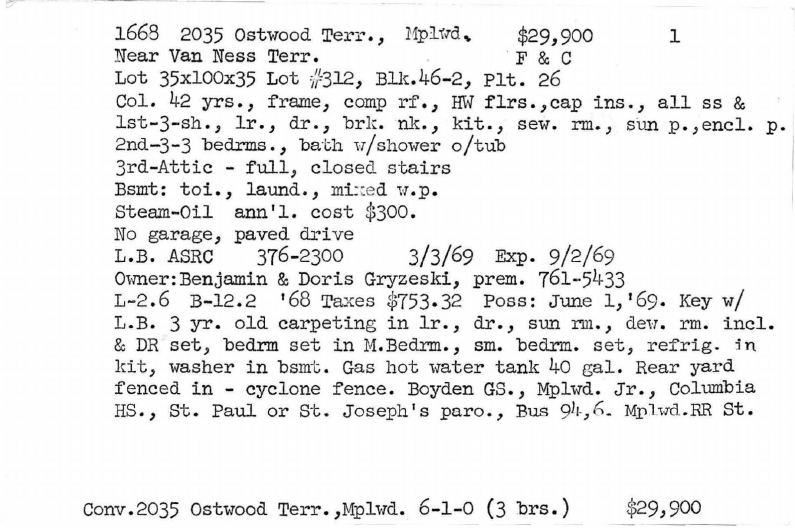 1668 2035 Ostwood Terr., Mplwd. $29,900 1
Near Van Ness Terr. F & C
Lot 35x100x35 Lot #312, Blk.46-2, Plt. 26
Col. 42 yrs., frame, comp rf., HW flrs.,cap ins., all ss &
1st-3-sh., lr., dr., brk. nk., kit., sew. rm., sun p.,encl. p.
2nd-3-3 bedrms., bath w/shower o/tub
3rd-Attic - full, closed stairs
Bsmt: toi., laund., mixed w.p.
Steam-Oil ann'l. cost $300.
No garage, paved drive
L.B. ASRC 376-2300 3/3/69 Exp. 9/2/69
Owner:Benjamin & Doris Gryzeski, prem. 761-5433
L-2.6 B-12.2 '68 Taxes $753.32 Poss: June 1,'69. Key w/
L.B. 3 yr. old carpeting in lr., dr., sun rm., dew. rm. incl.
& DR set, bedrm set in M.Bedrm., sm. bedrm. set, refrig. in
kit, washer in bsmt. Gas hot water tank 40 gal. Rear yard
fenced in - cyclone fence. Boyden GS., Mplwd. Jr., Columbia
HS., St. Paul or St. Joseph's paro., Bus 94,6. Mplwd.RR St.
Conv.2035 Ostwood Terr.,Mplwd. 6-1-0 (3 brs.) $29,900